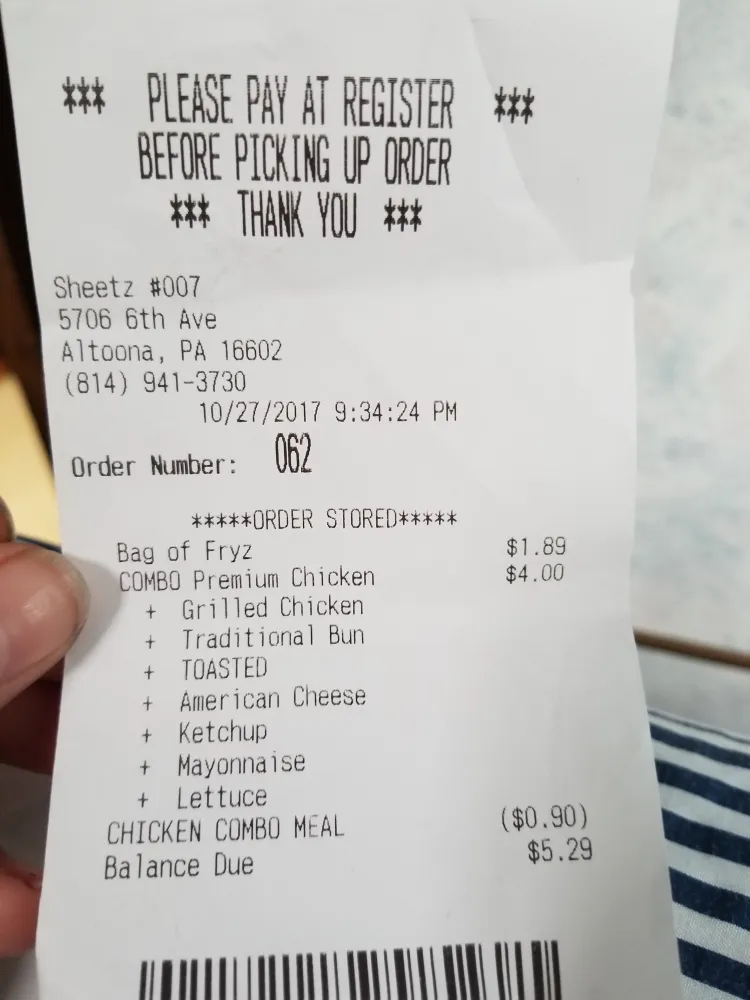 *** PLEASE PAY AT REGISTER ***
BEFORE PICKING UP ORDER
*** THANK YOU ***
Sheetz #007
5706 6th Ave
Altoona, PA 16602
(814) 941-3730
10/27/2017 9:34:24 PM
Order Number: 062
*****ORDER STORED*****
Bag of Fryz $1.89
COMBO Premium Chicken $4.00
+ Grilled Chicken
+ Traditional Bun
+ TOASTED
+ American Cheese
+ Ketchup
+ Mayonnaise
+ Lettuce
CHICKEN COMBO MEAL ($0.90)
Balance Due $5.29